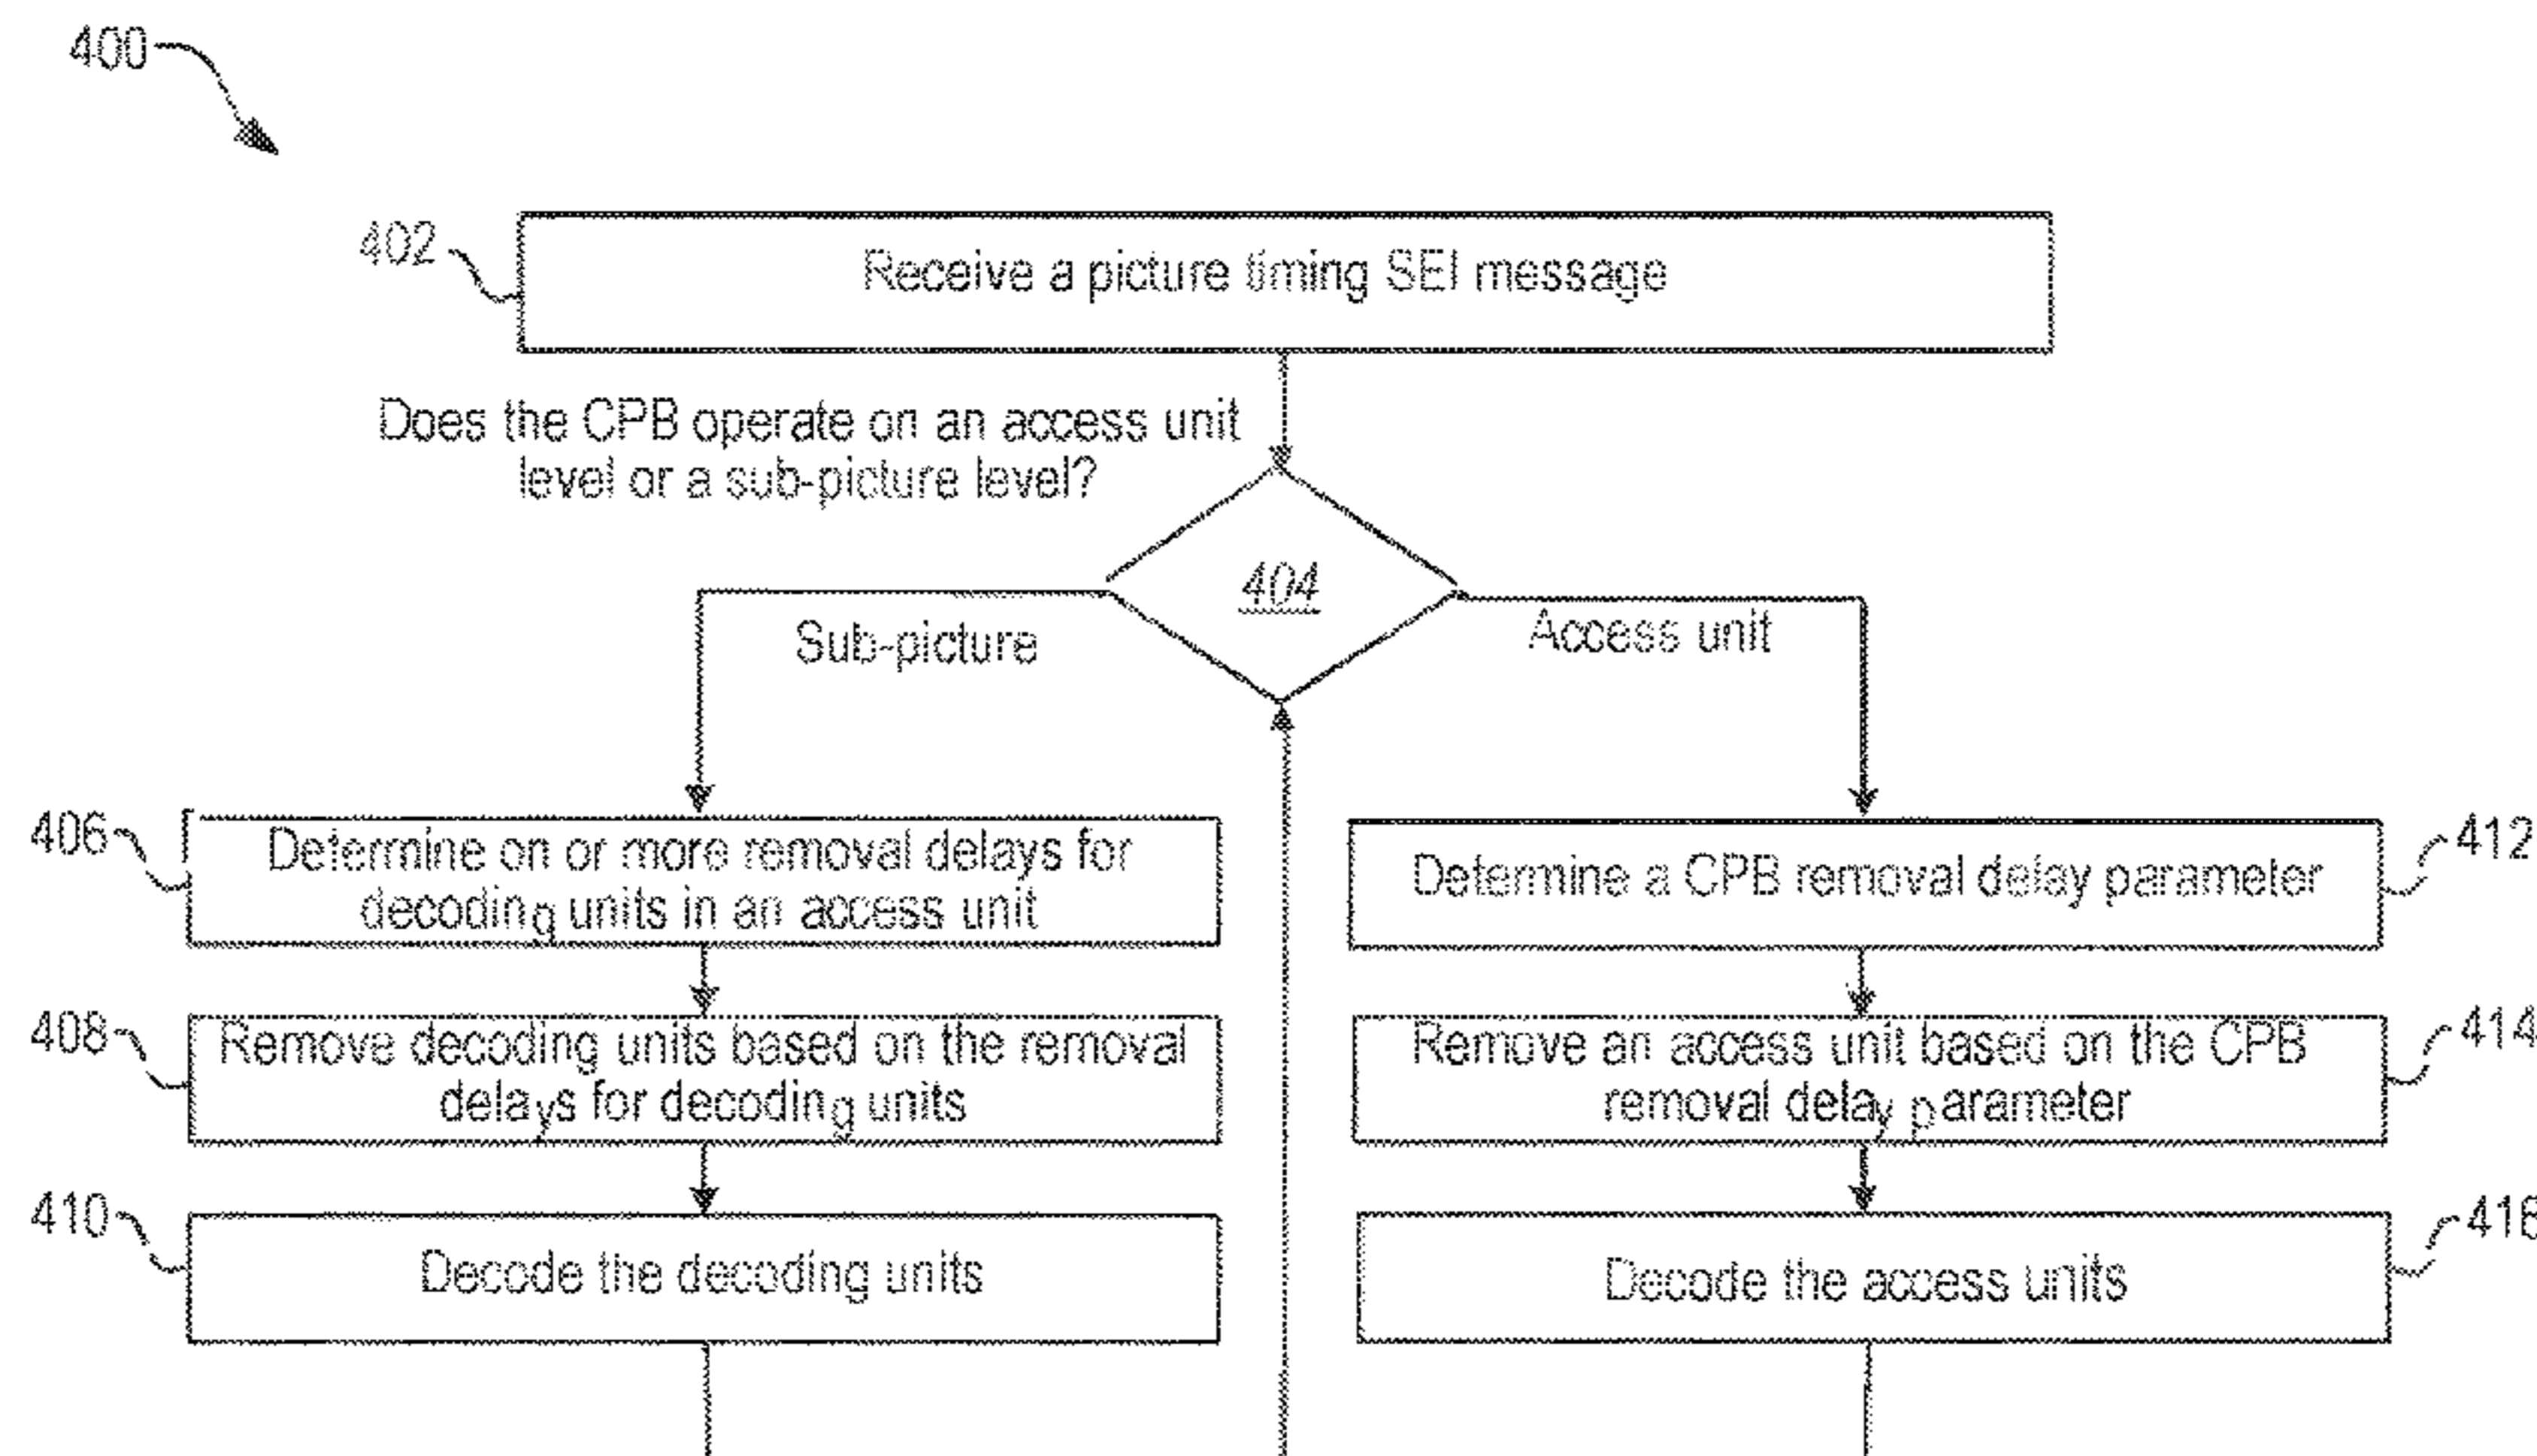 400
402
Receive a picture timing SEI message
Does the CPB operate on an access unit
level or a sub-picture level?
404
Sub-picture
Access unit
406
Determine on or more removal delays for
decoding units in an access unit
412
Determine a CPB removal delay parameter
408
Remove decoding units based on the removal
delays for decoding units
414
Remove an access unit based on the CPB
removal delay parameter
410
Decode the decoding units
416
Decode the access units